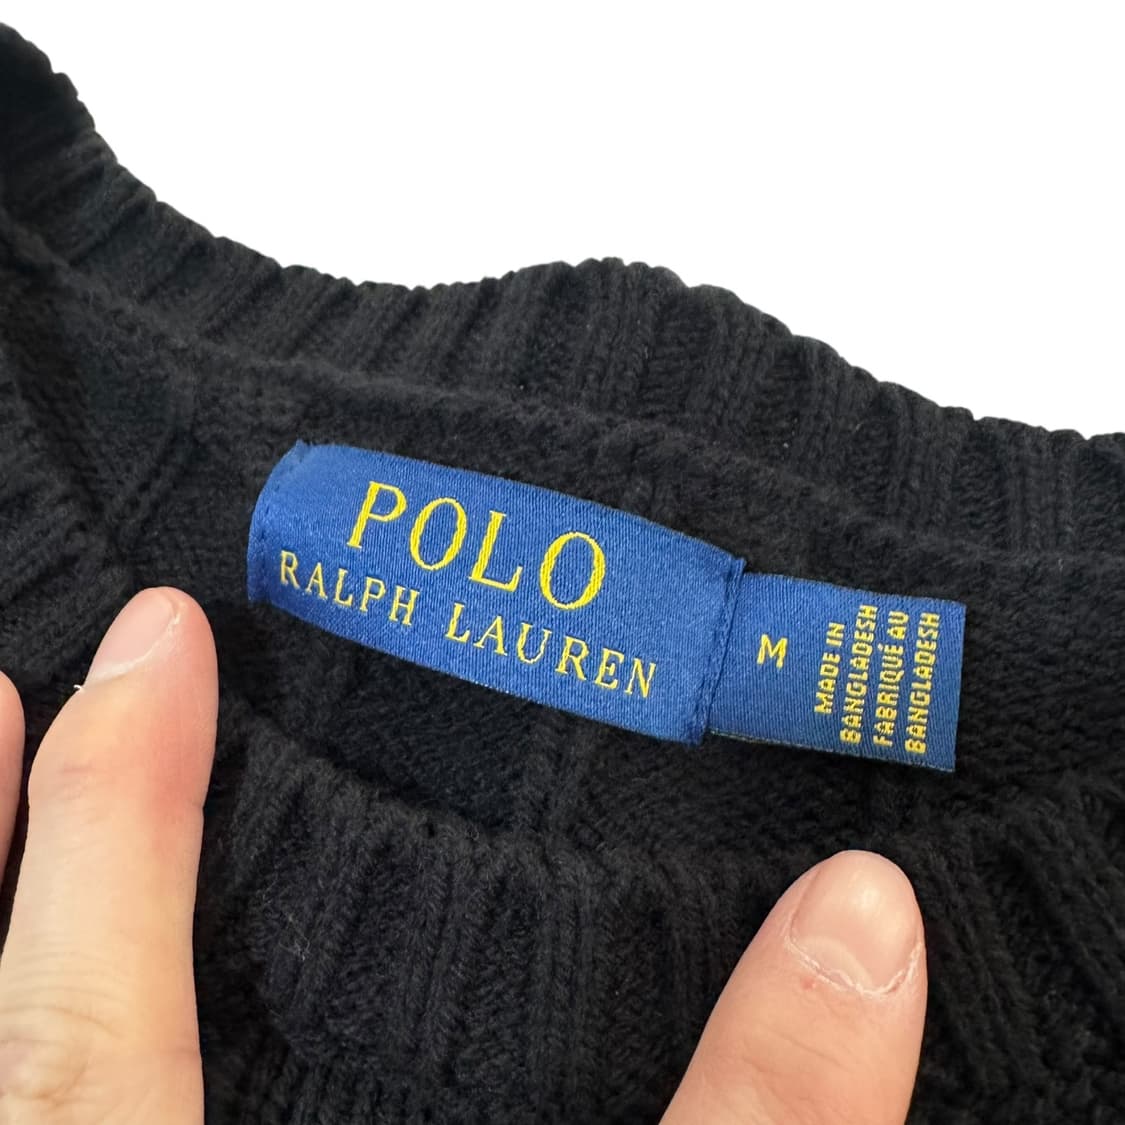 POLO
RALPH LAUREN
M
MADE IN
BANGLADESH
FABRIQUÉ AU
BANGLADESH